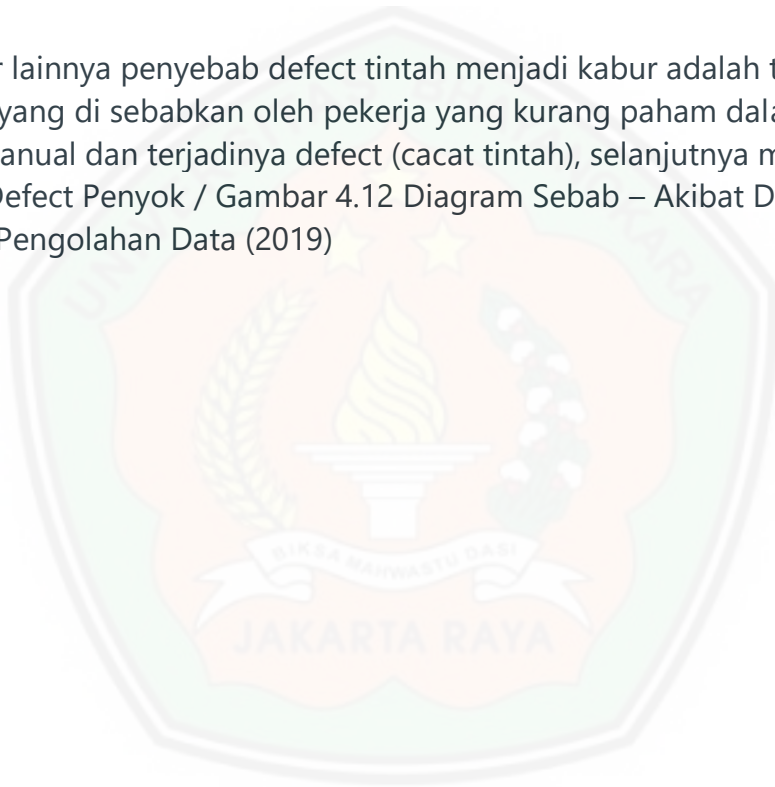 r lainnya penyebab defect tintah menjadi kabur adalah t
yang di sebabkan oleh pekerja yang kurang paham dala
anual dan terjadinya defect (cacat tintah), selanjutnya m
Defect Penyok / Gambar 4.12 Diagram Sebab – Akibat D
Pengolahan Data (2019)
BIKSA MAHWASTU DASI
JAKARTA RAYA